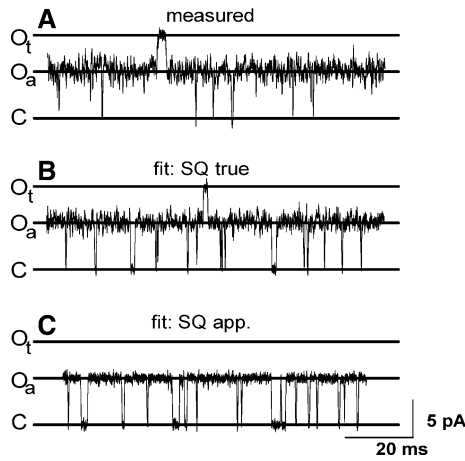 A
measured
Ot
Oa
C
B
fit: SQ true
Ot
Oa
C
C
fit: SQ app.
Ot
Oa
C
5 pA
20 ms